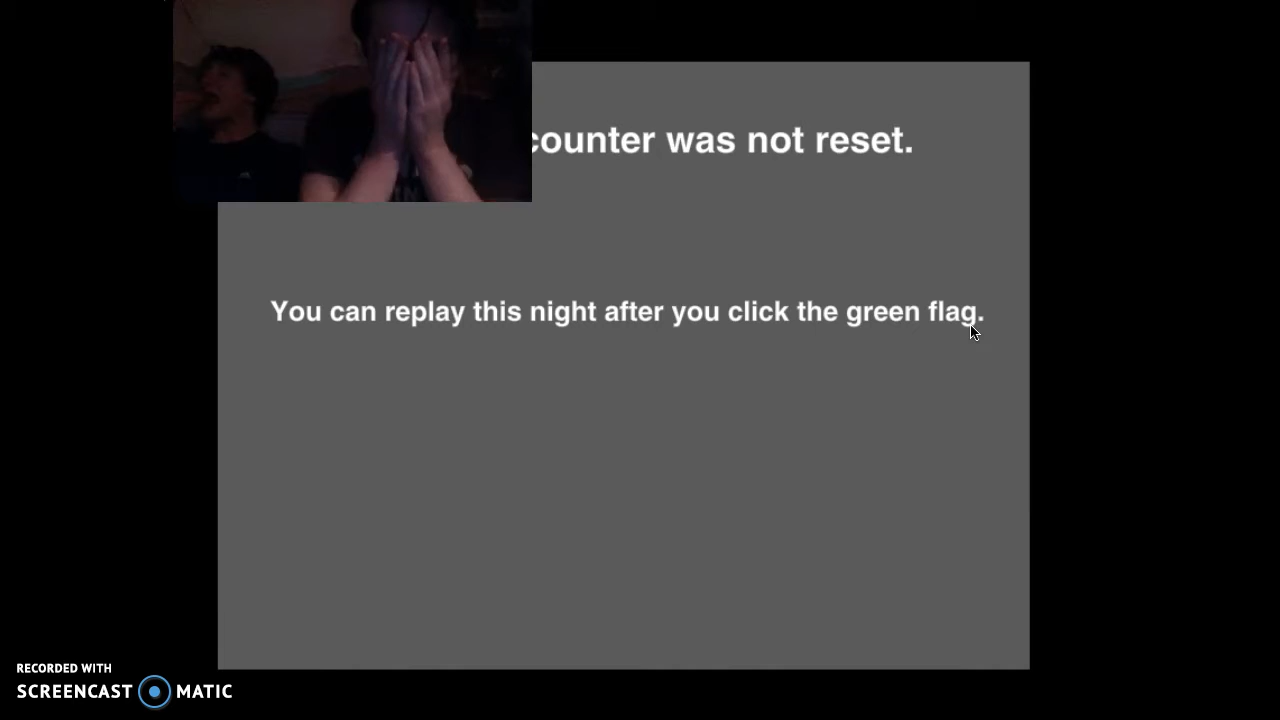 counter was not reset.
You can replay this night after you click the green flag.
RECORDED WITH
SCREENCAST MATIC